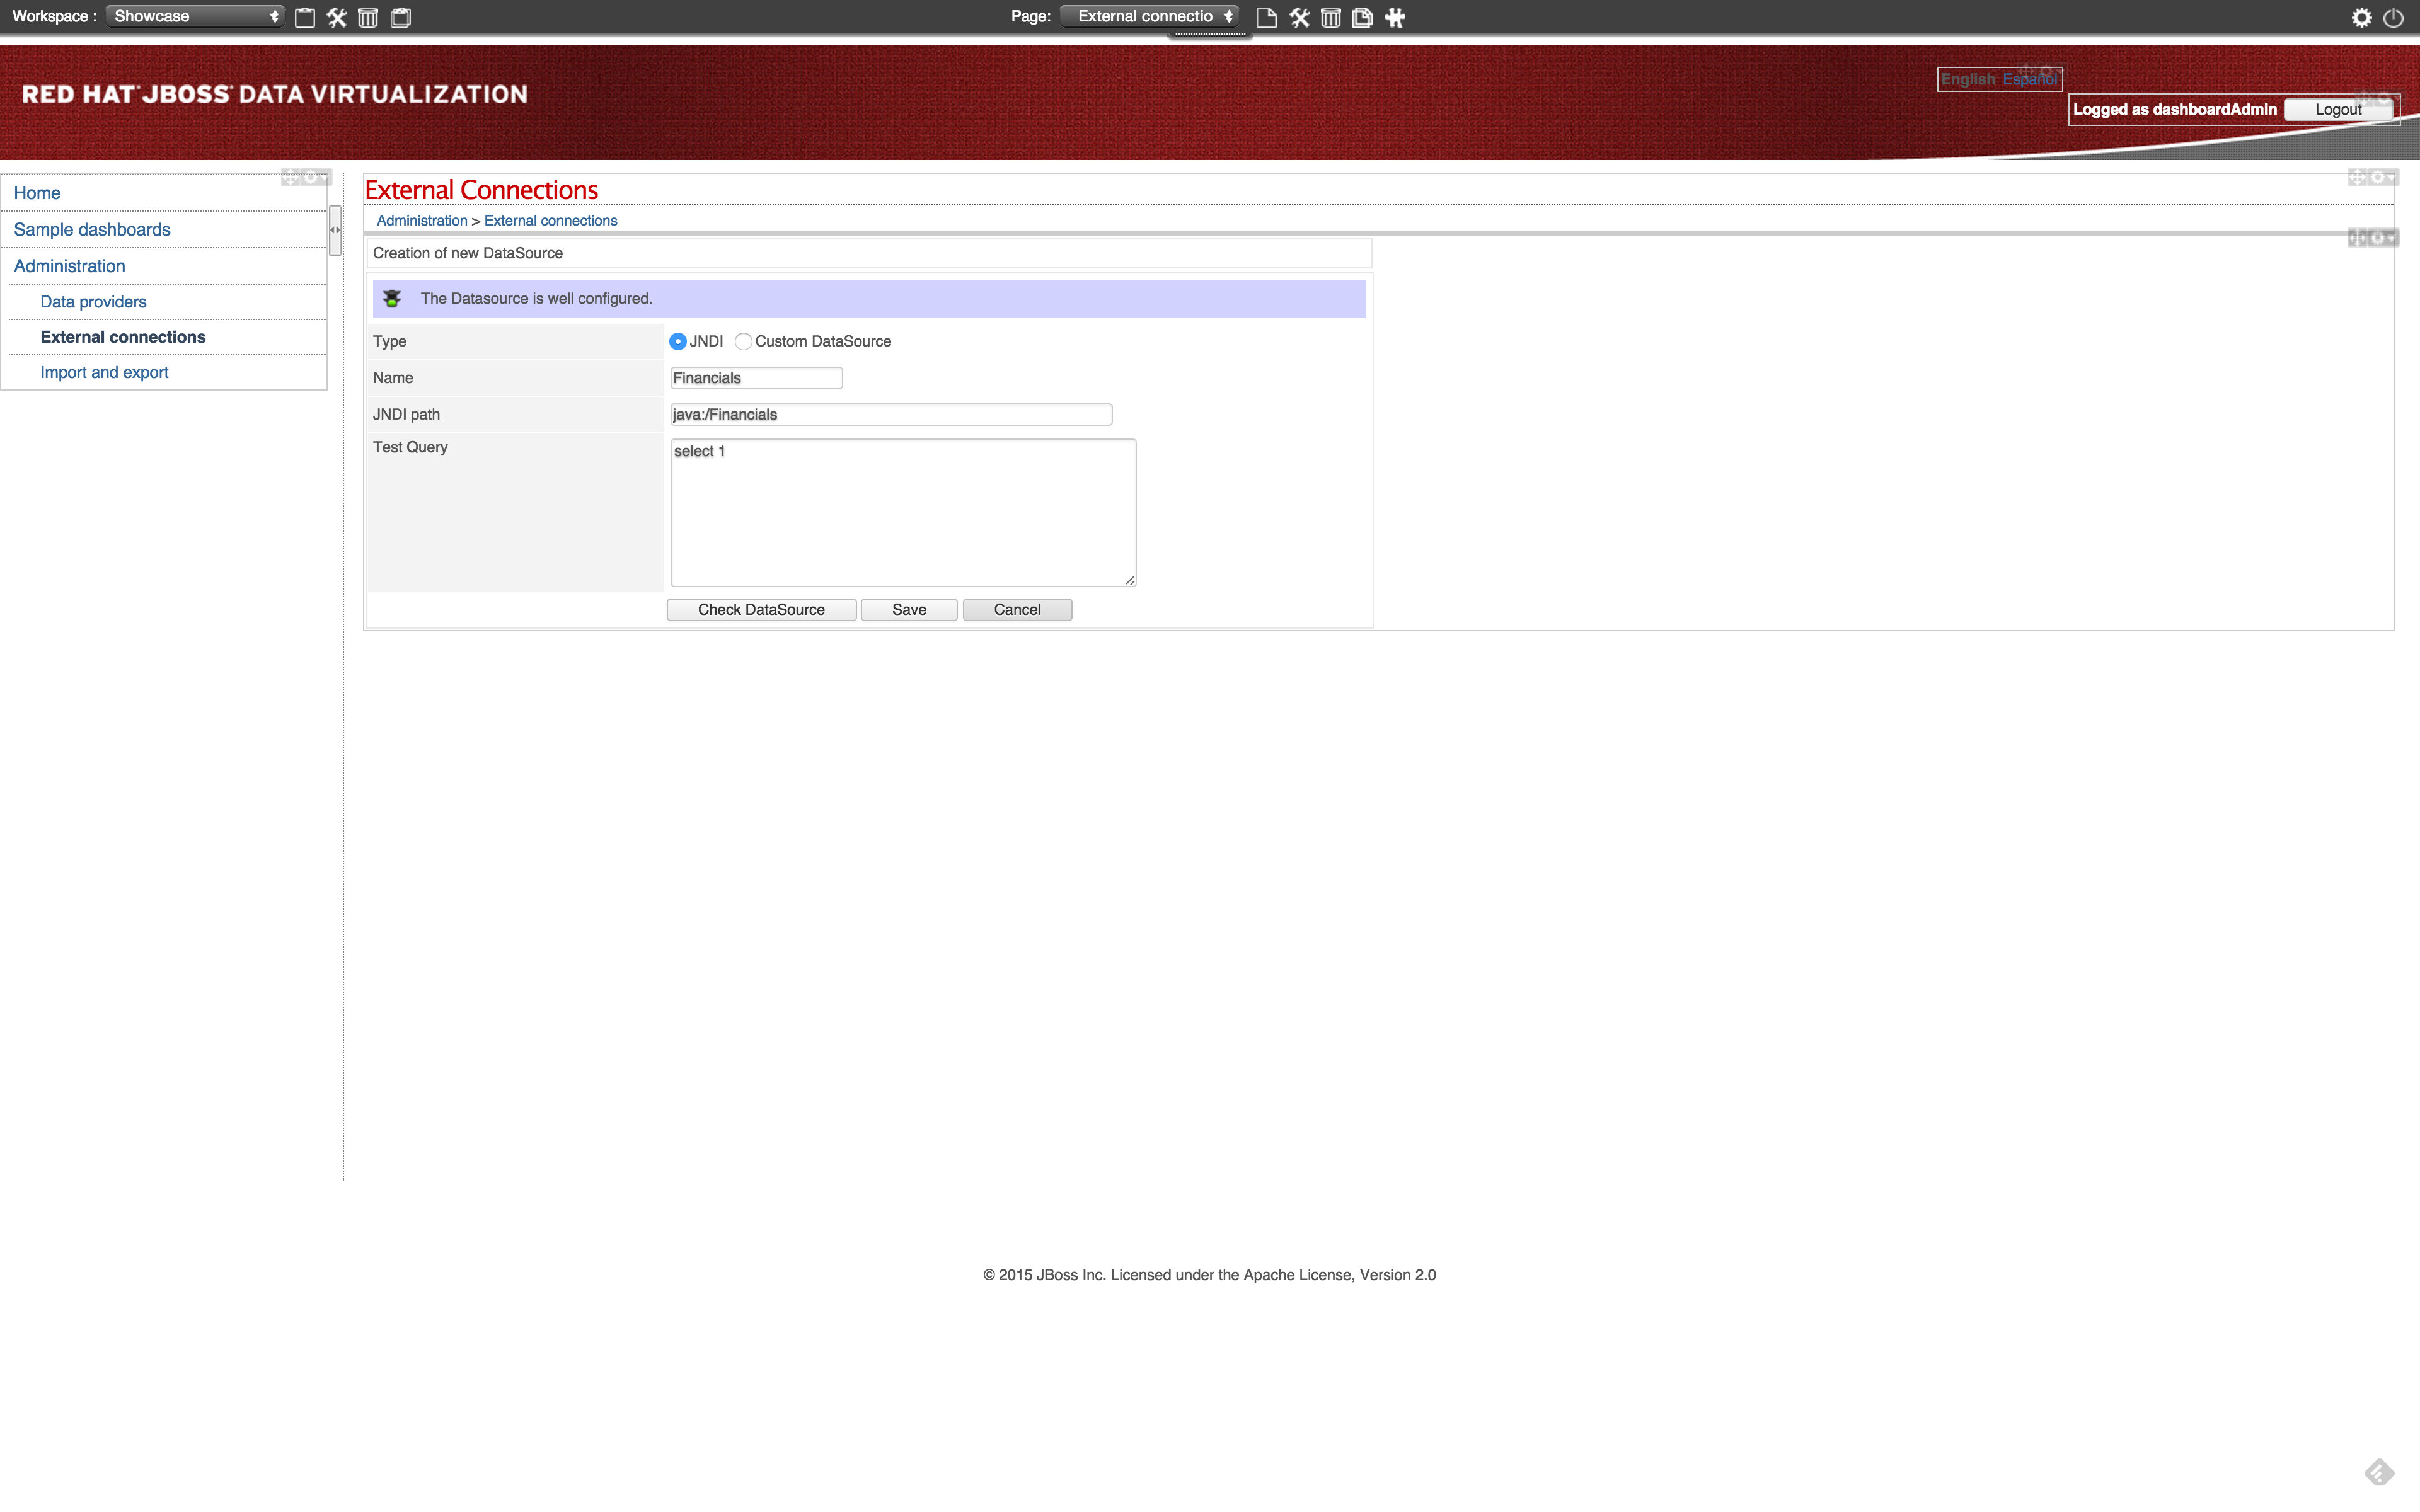 Workspace : Showcase Page: External connectio
RED HAT JBOSS DATA VIRTUALIZATION
English Español
Logged as dashboardAdmin Logout
Home
Sample dashboards
Administration
Data providers
External connections
Import and export
External Connections
Administration > External connections
Creation of new DataSource
The Datasource is well configured.
Type JNDI Custom DataSource
Name Financials
JNDI path java:/Financials
Test Query select 1
Check DataSource Save Cancel
© 2015 JBoss Inc. Licensed under the Apache License, Version 2.0